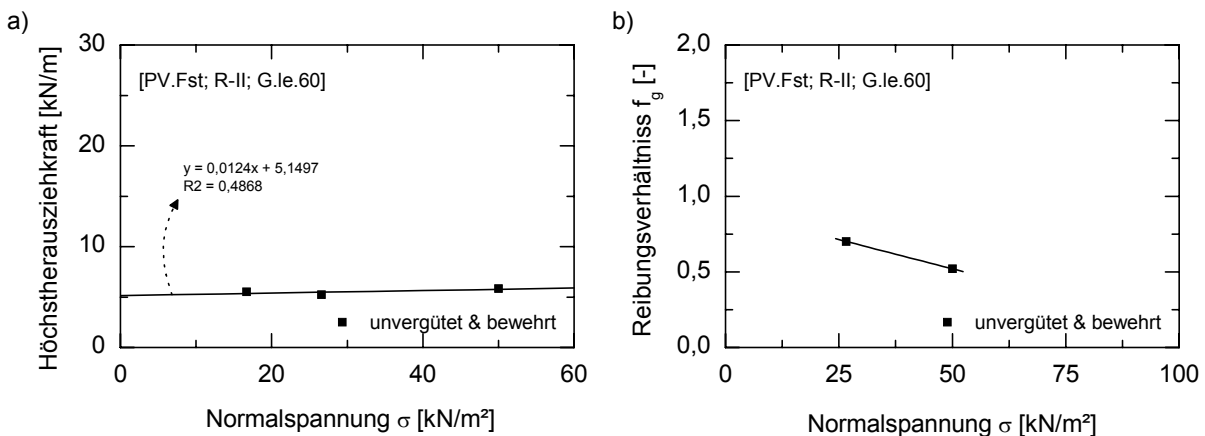 a)
Höchstherausziehkraft [kN/m]
30
20
10
0
[PV.Fst; R-II; G.le.60]
y = 0,0124x + 5,1497
R2 = 0,4868
unvergütet & bewehrt
0 20 40 60
Normalspannung σ [kN/m²]
b)
Reibungsverhältniss f_g [-]
2,0
1,5
1,0
0,5
0,0
[PV.Fst; R-II; G.le.60]
unvergütet & bewehrt
0 25 50 75 100
Normalspannung σ [kN/m²]